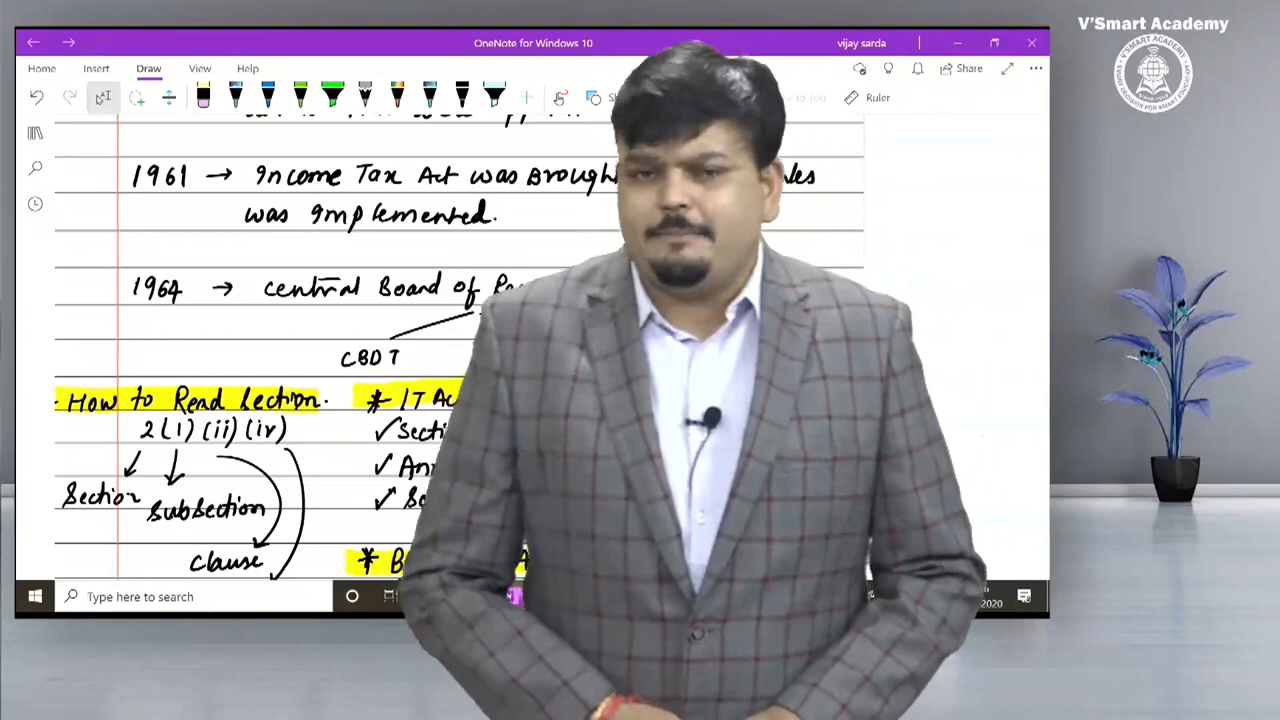 V'Smart Academy
OneNote for Windows 10
vijay sarda
Home Insert Draw View Help
Share
Ruler
1961 → Income Tax Act was Brough
was implemented.
1964 → Central Board of
CBDT
How to Read Section.
* IT Ac
2(1)(ii)(iv)
✓ Secti
✓ An
Section
Subsection
✓
Clause
* B
Type here to search
2020